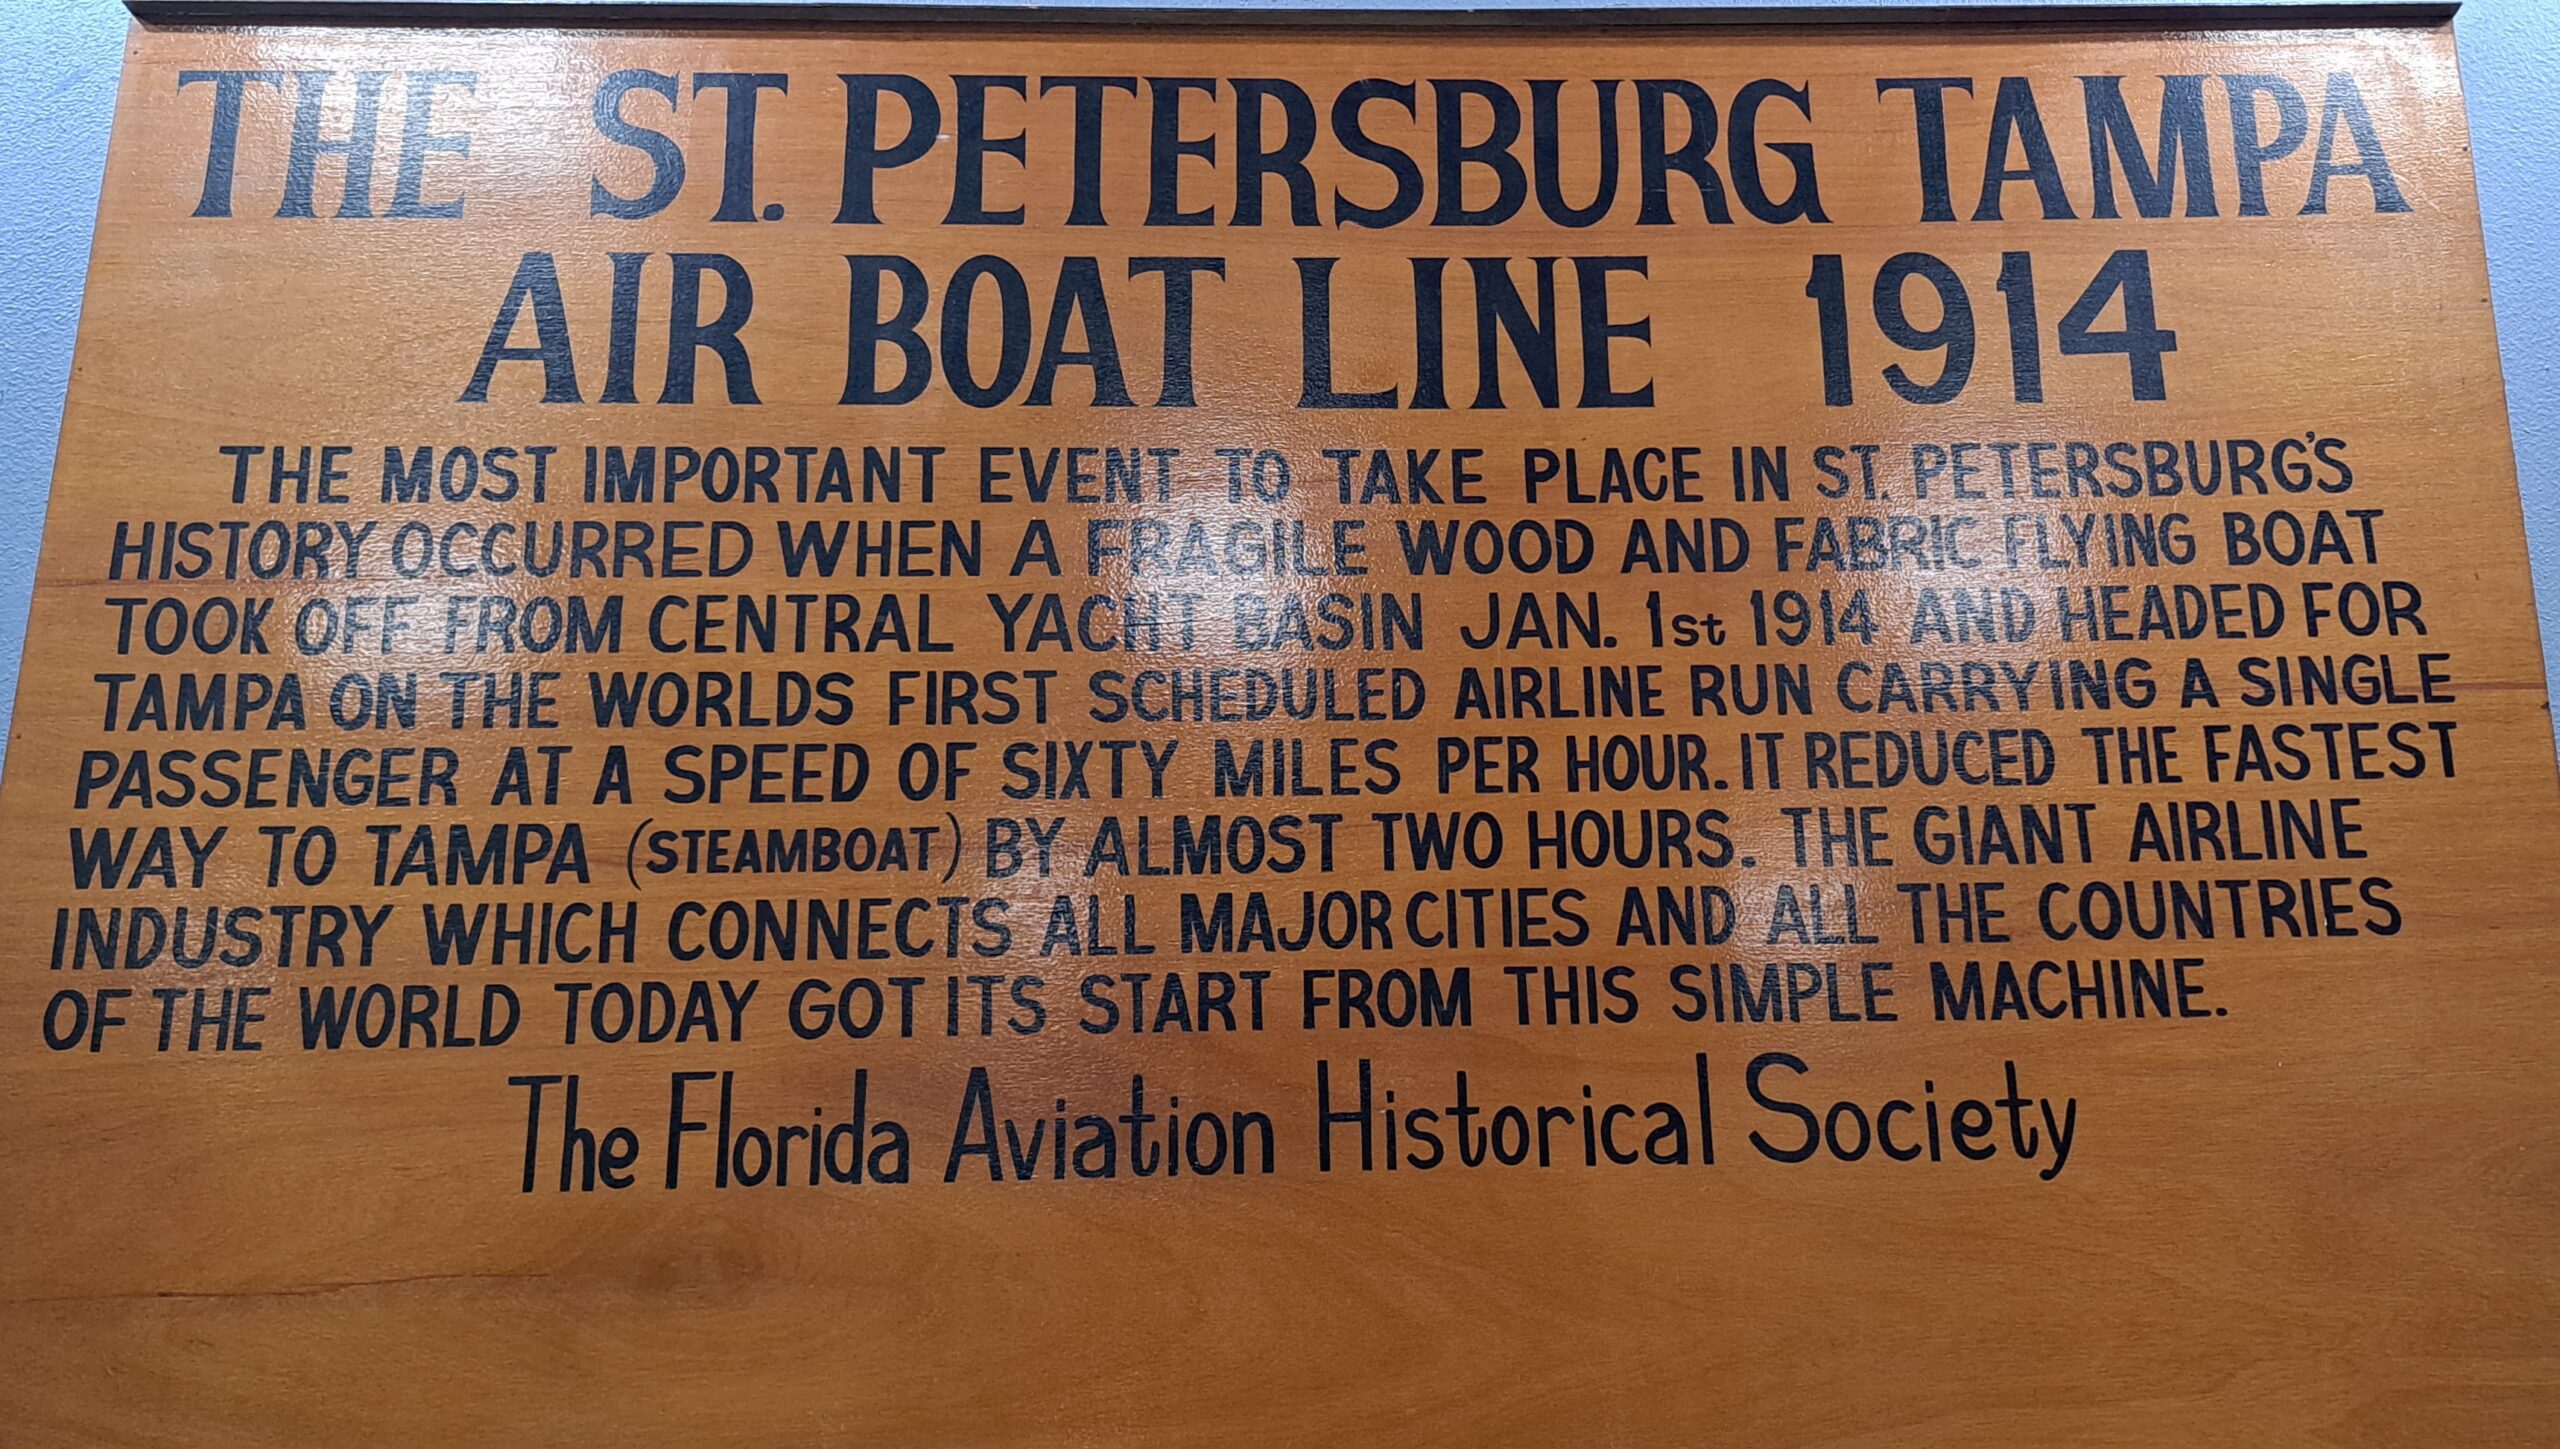 THE ST. PETERSBURG TAMPA
AIR BOAT LINE 1914
THE MOST IMPORTANT EVENT TO TAKE PLACE IN ST. PETERSBURG'S
HISTORY OCCURRED WHEN A FRAGILE WOOD AND FABRIC FLYING BOAT
TOOK OFF FROM CENTRAL YACHT BASIN JAN. 1st 1914 AND HEADED FOR
TAMPA ON THE WORLDS FIRST SCHEDULED AIRLINE RUN CARRYING A SINGLE
PASSENGER AT A SPEED OF SIXTY MILES PER HOUR. IT REDUCED THE FASTEST
WAY TO TAMPA (STEAMBOAT) BY ALMOST TWO HOURS. THE GIANT AIRLINE
INDUSTRY WHICH CONNECTS ALL MAJOR CITIES AND ALL THE COUNTRIES
OF THE WORLD TODAY GOT ITS START FROM THIS SIMPLE MACHINE.
The Florida Aviation Historical Society